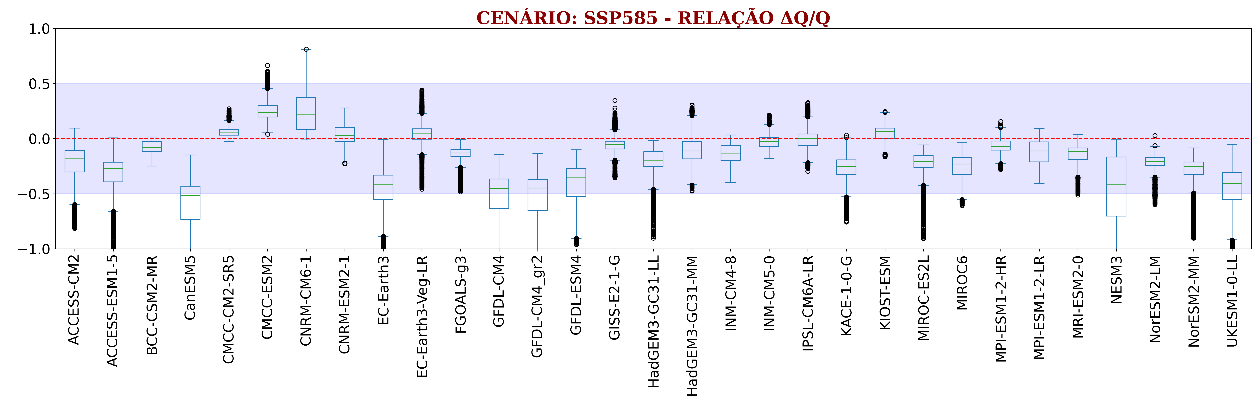 CENÁRIO: SSP585 - RELAÇÃO ΔQ/Q
1.0
0.5
0.0
−0.5
−1.0
ACCESS-CM2
ACCESS-ESM1-5
BCC-CSM2-MR
CanESM5
CMCC-CM2-SR5
CMCC-ESM2
CNRM-CM6-1
CNRM-ESM2-1
EC-Earth3
EC-Earth3-Veg-LR
FGOALS-g3
GFDL-CM4
GFDL-CM4_gr2
GFDL-ESM4
GISS-E2-1-G
HadGEM3-GC31-LL
HadGEM3-GC31-MM
INM-CM4-8
INM-CM5-0
IPSL-CM6A-LR
KACE-1-0-G
KIOST-ESM
MIROC-ES2L
MIROC6
MPI-ESM1-2-HR
MPI-ESM1-2-LR
MRI-ESM2-0
NESM3
NorESM2-LM
NorESM2-MM
UKESM1-0-LL